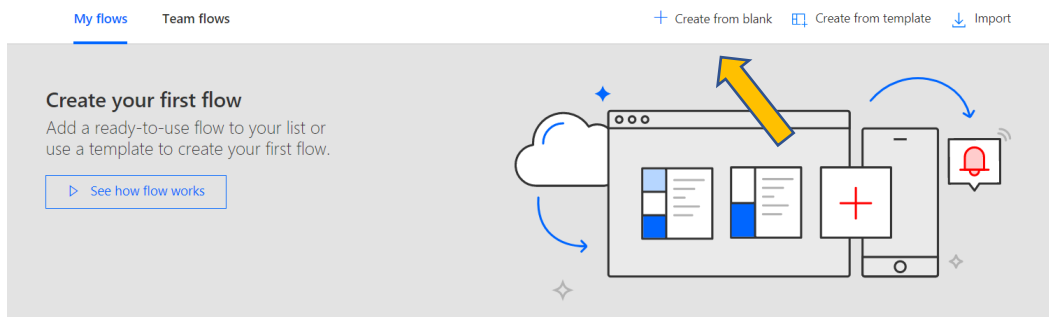 My flows
Team flows
Create from blank
Create from template
Import
Create your first flow
Add a ready-to-use flow to your list or
use a template to create your first flow.
See how flow works